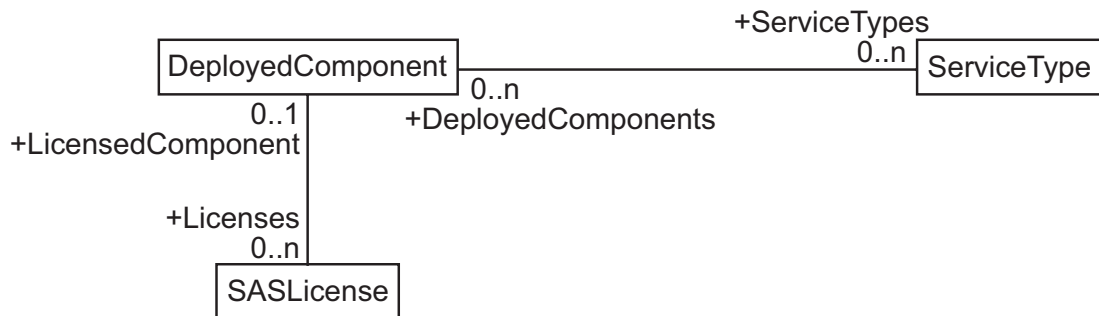 +ServiceTypes
0..n
DeployedComponent
ServiceType
0..n
+DeployedComponents
0..1
+LicensedComponent
+Licenses
0..n
SASLicense